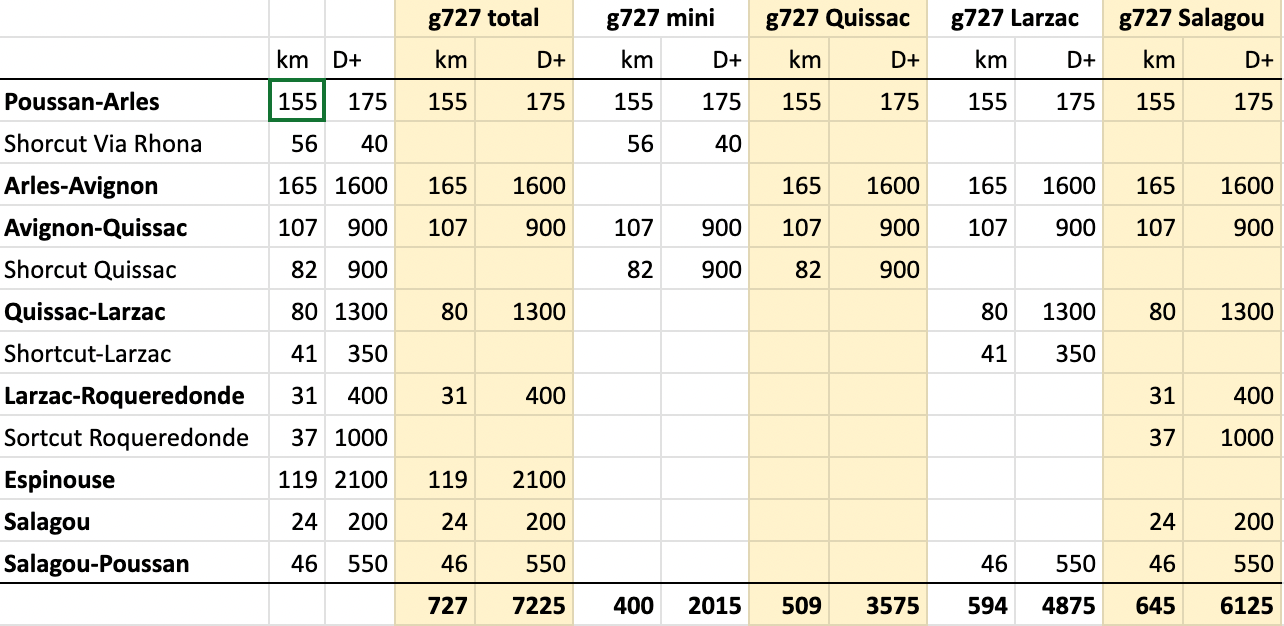 g727 total g727 mini g727 Quissac g727 Larzac g727 Salagou
km D+ km D+ km D+ km D+ km D+ km D+
Poussan-Arles 155 175 155 175 155 175 155 175 155 175 155 175
Shorcut Via Rhona 56 40 56 40
Arles-Avignon 165 1600 165 1600 165 1600 165 1600 165 1600
Avignon-Quissac 107 900 107 900 107 900 107 900 107 900 107 900
Shorcut Quissac 82 900 82 900 82 900
Quissac-Larzac 80 1300 80 1300 80 1300 80 1300
Shortcut-Larzac 41 350 41 350
Larzac-Roqueredonde 31 400 31 400 31 400
Sortcut Roqueredonde 37 1000 37 1000
Espinouse 119 2100 119 2100
Salagou 24 200 24 200 24 200
Salagou-Poussan 46 550 46 550 46 550 46 550
727 7225 400 2015 509 3575 594 4875 645 6125